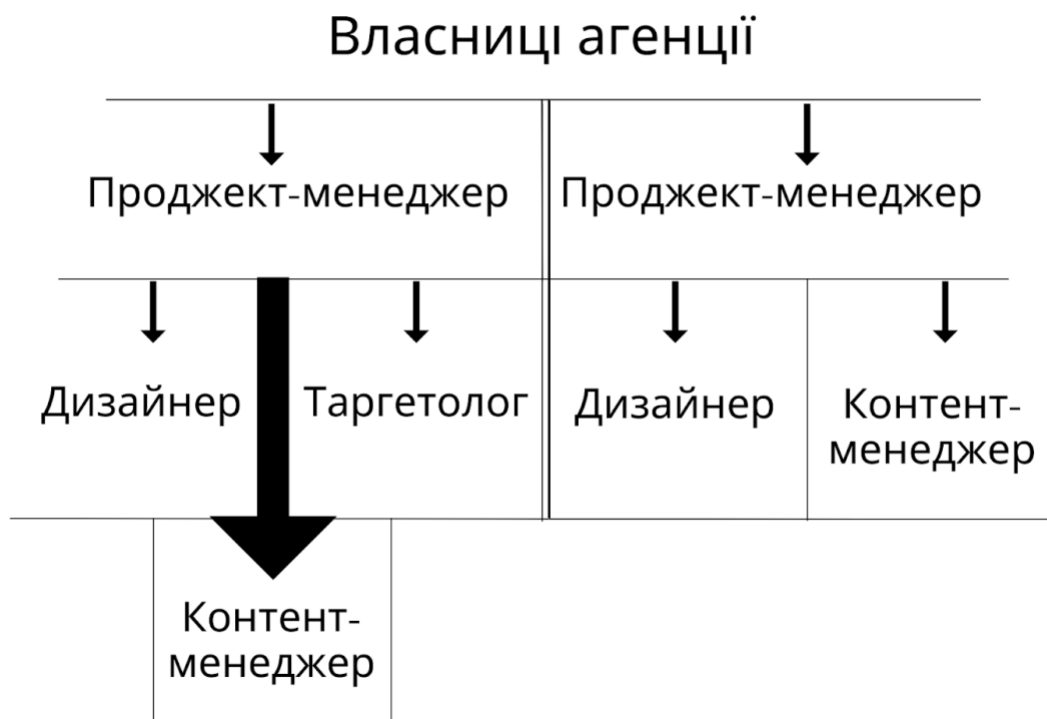 Власниці агенції
Проджект-менеджер
Проджект-менеджер
Дизайнер
Таргетолог
Дизайнер
Контент-
менеджер
Контент-
менеджер